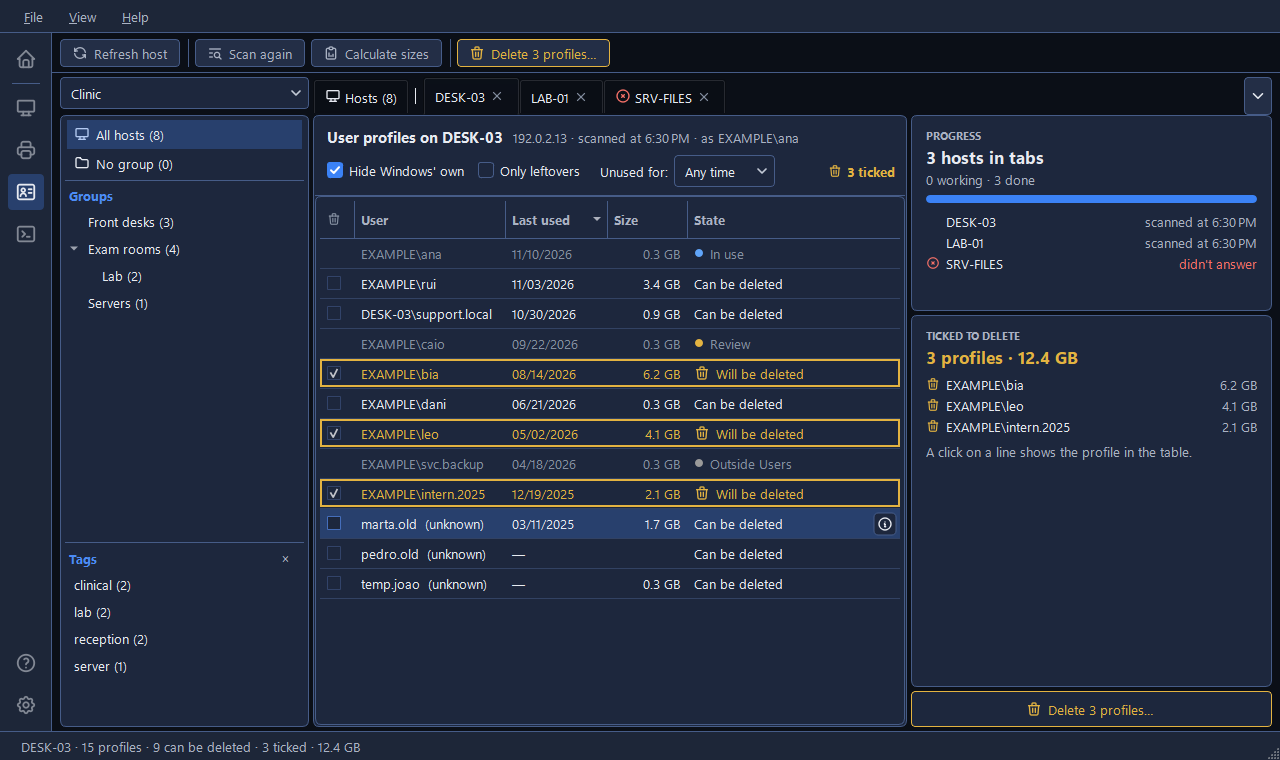 File View Help
Refresh host Scan again Calculate sizes Delete 3 profiles...
Clinic
Hosts (8) DESK-03 LAB-01 SRV-FILES
All hosts (8)
No group (0)
Groups
Front desks (3)
Exam rooms (4)
Lab (2)
Servers (1)
Tags
clinical (2)
lab (2)
reception (2)
server (1)
User profiles on DESK-03 192.0.2.13 · scanned at 6:30 PM · as EXAMPLE\ana
Hide Windows' own Only leftovers Unused for: Any time 3 ticked
User Last used Size State
EXAMPLE\ana 11/10/2026 0.3 GB In use
EXAMPLE\rui 11/03/2026 3.4 GB Can be deleted
DESK-03\support.local 10/30/2026 0.9 GB Can be deleted
EXAMPLE\caio 09/22/2026 0.3 GB Review
EXAMPLE\bia 08/14/2026 6.2 GB Will be deleted
EXAMPLE\dani 06/21/2026 0.3 GB Can be deleted
EXAMPLE\leo 05/02/2026 4.1 GB Will be deleted
EXAMPLE\svc.backup 04/18/2026 0.3 GB Outside Users
EXAMPLE\intern.2025 12/19/2025 2.1 GB Will be deleted
marta.old (unknown) 03/11/2025 1.7 GB Can be deleted
pedro.old (unknown) — Can be deleted
temp.joao (unknown) — 0.3 GB Can be deleted
PROGRESS
3 hosts in tabs
0 working · 3 done
DESK-03 scanned at 6:30 PM
LAB-01 scanned at 6:30 PM
SRV-FILES didn't answer
TICKED TO DELETE
3 profiles · 12.4 GB
EXAMPLE\bia 6.2 GB
EXAMPLE\leo 4.1 GB
EXAMPLE\intern.2025 2.1 GB
A click on a line shows the profile in the table.
Delete 3 profiles...
DESK-03 · 15 profiles · 9 can be deleted · 3 ticked · 12.4 GB